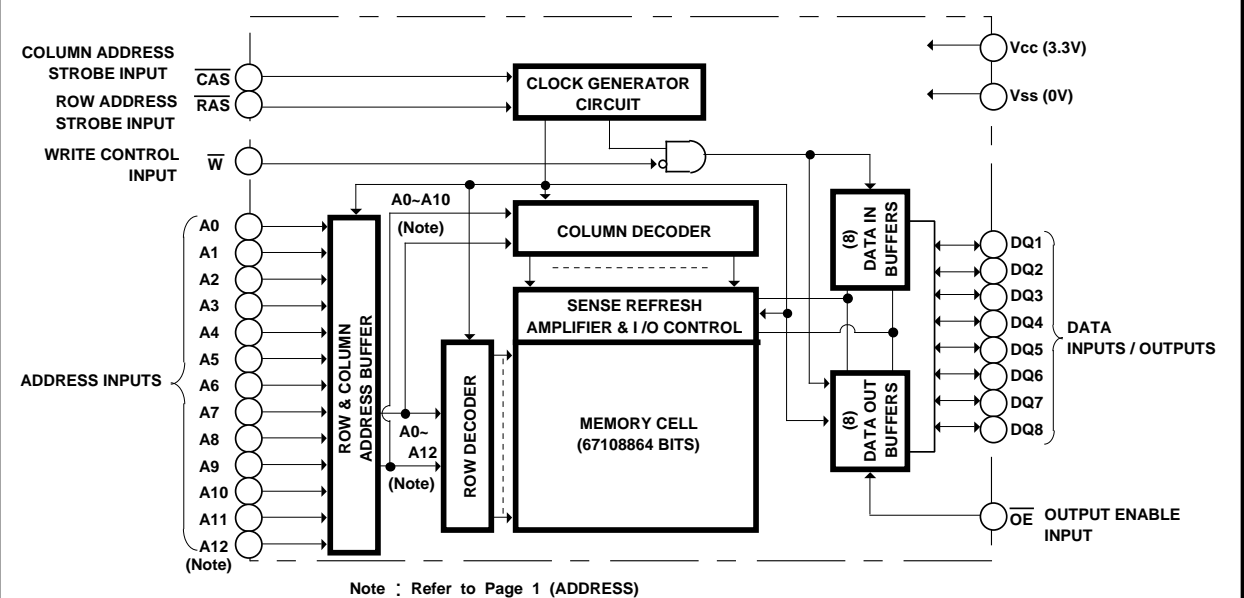 COLUMN ADDRESS
STROBE INPUT
CAS
ROW ADDRESS
STROBE INPUT
RAS
WRITE CONTROL
INPUT
W
CLOCK GENERATOR
CIRCUIT
Vcc (3.3V)
Vss (0V)
ADDRESS INPUTS
A0
A1
A2
A3
A4
A5
A6
A7
A8
A9
A10
A11
A12
(Note)
ROW & COLUMN
ADDRESS BUFFER
A0~A10
(Note)
A0~
A12
(Note)
COLUMN DECODER
SENSE REFRESH
AMPLIFIER & I /O CONTROL
ROW DECODER
MEMORY CELL
(67108864 BITS)
(8)
DATA IN
BUFFERS
(8)
DATA OUT
BUFFERS
DQ1
DQ2
DQ3
DQ4
DQ5
DQ6
DQ7
DQ8
DATA
INPUTS / OUTPUTS
OE
OUTPUT ENABLE
INPUT
Note : Refer to Page 1 (ADDRESS)